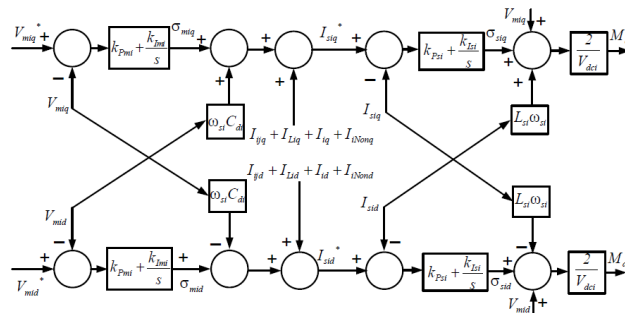 V_miq
V_miq* + k_Pmi + k_Imi/s σ_miq + + I_siq* + k_Psi + k_Isi/s σ_siq + + 2/V_dci
− + + − +
V_miq I_ijq + I_Liq + I_iq + I_iNonq I_siq
ω_si C_di L_si ω_si
V_mid ω_si C_di I_ijd + I_Lid + I_id + I_iNond I_sid L_si ω_si
− − + − −
V_mid* + k_Pmi + k_Imi/s σ_mid + + I_sid* + k_Psi + k_Isi/s σ_sid + + 2/V_dci
V_mid